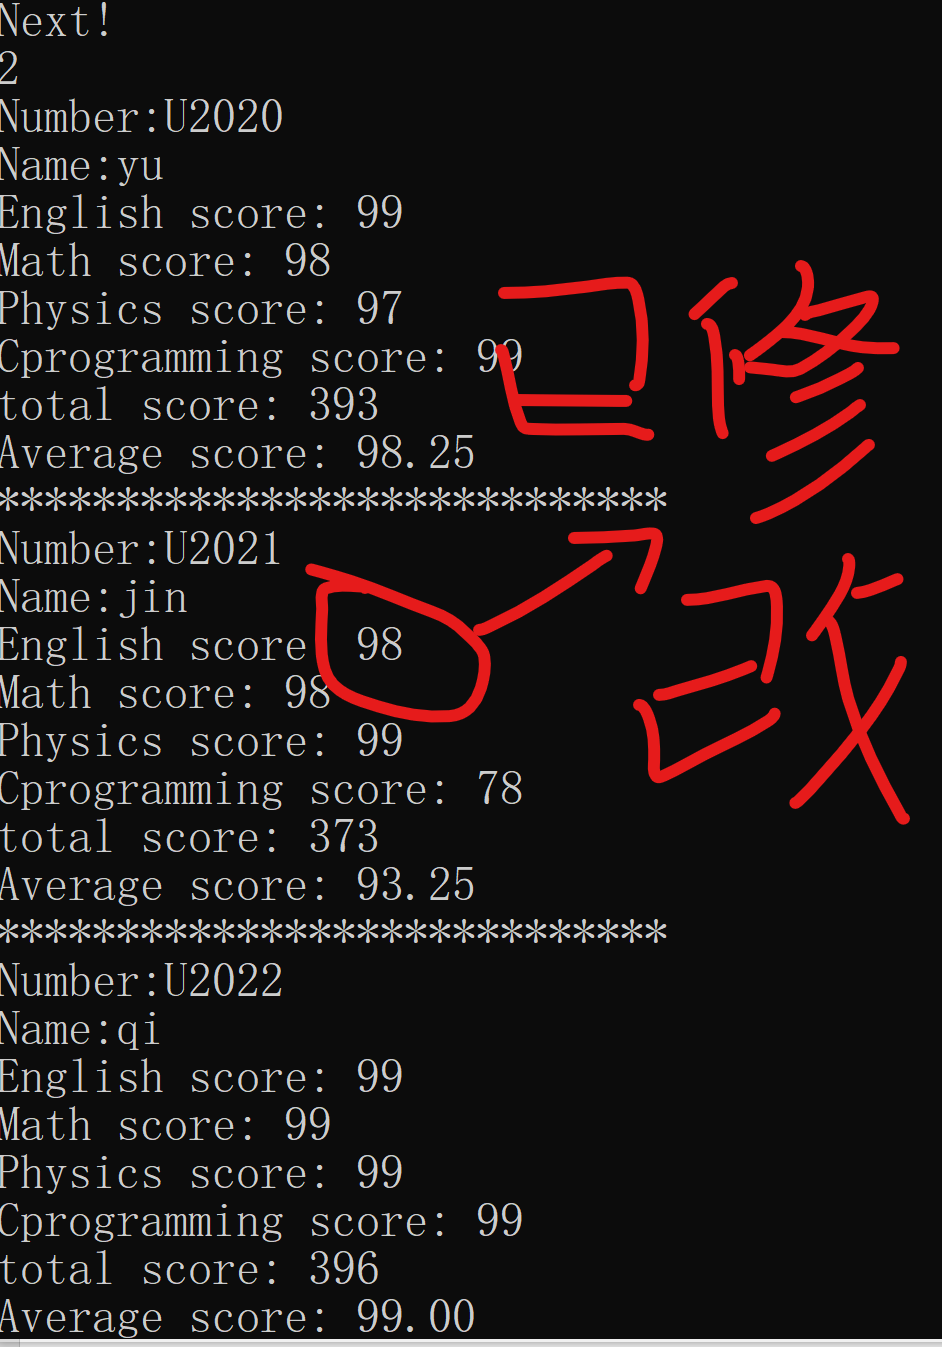 Next!
2
Number:U2020
Name:yu
English score: 99
Math score: 98
Physics score: 97
Cprogramming score: 99
total score: 393
Average score: 98.25
****************************
Number:U2021
Name:jin
English score 98
Math score: 98
Physics score: 99
Cprogramming score: 78
total score: 373
Average score: 93.25
****************************
Number:U2022
Name:qi
English score: 99
Math score: 99
Physics score: 99
Cprogramming score: 99
total score: 396
Average score: 99.00
已修
改